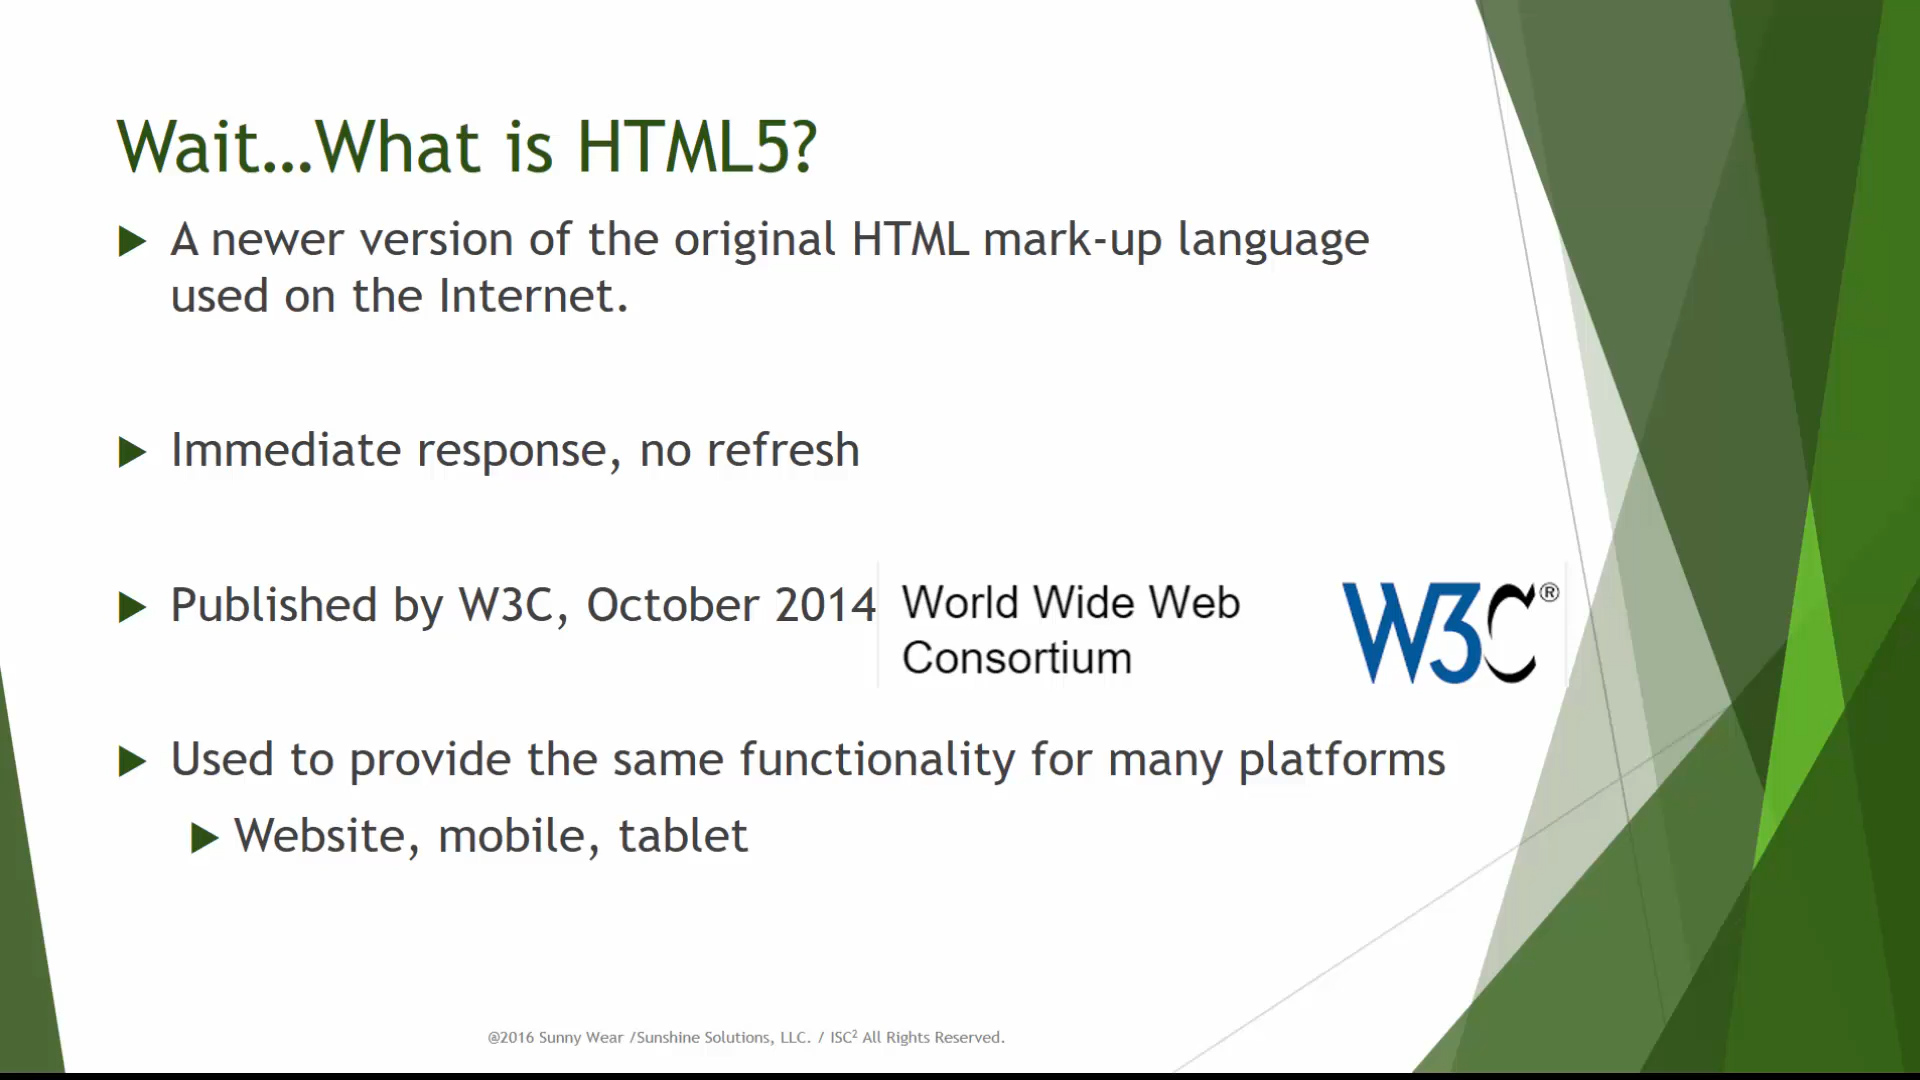 Wait...What is HTML5?
A newer version of the original HTML mark-up language
used on the Internet.
Immediate response, no refresh
Published by W3C, October 2014
World Wide Web
Consortium
W3C®
Used to provide the same functionality for many platforms
Website, mobile, tablet
@2016 Sunny Wear /Sunshine Solutions, LLC. / ISC² All Rights Reserved.